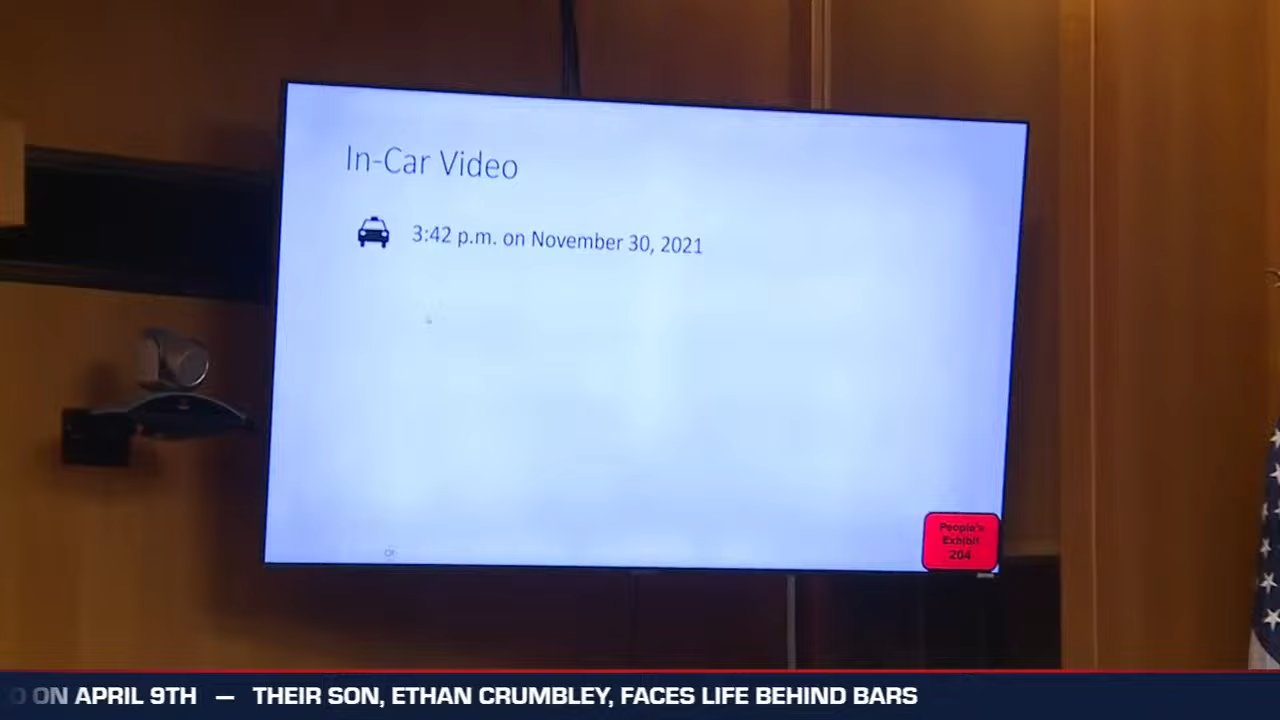 In-Car Video
3:42 p.m. on November 30, 2021
People's
Exhibit
204
ON APRIL 9TH — THEIR SON, ETHAN CRUMBLEY, FACES LIFE BEHIND BARS